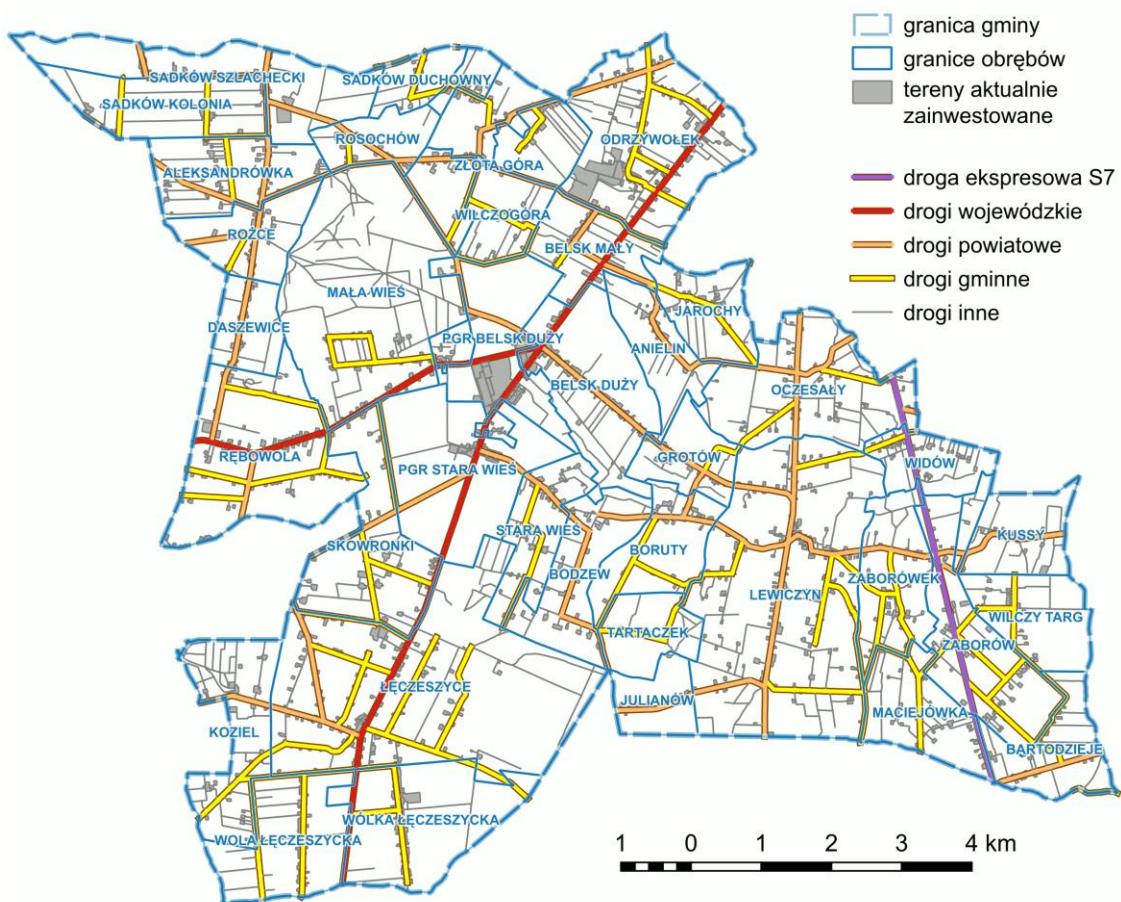 granica gminy
granice obrębów
tereny aktualnie
zainwestowane
droga ekspresowa S7
drogi wojewódzkie
drogi powiatowe
drogi gminne
drogi inne
SADKÓW SZLACHECKI
SADKÓW DUCHOWNY
SADKÓW KOLONIA
ROSOCHÓW
ODRZYWOŁEK
ZŁOTA GÓRA
ALEKSANDRÓWKA
WILCZOGÓRA
ROŻCE
BELSK MAŁY
MAŁA WIEŚ
JAROCHY
DASZEWICE
PGR BELSK DUŻY
ANIELIN
BELSK DUŻY
OCZESAŁY
RĘBOWOLA
GROTÓW
WIDÓW
PGR STARA WIEŚ
STARA WIEŚ
KUSSY
SKOWRONKI
BORUTY
BODZEW
ZABORÓWEK
LEWICZYN
WILCZY TARG
TARTACZEK
ZABORÓW
ŁĘCZESZYCE
JULIANÓW
MACIEJÓWKA
KOZIEL
BARTODZIEJE
WÓLKA ŁĘCZESZYCKA
WOLA ŁĘCZESZYCKA
1 0 1 2 3 4 km